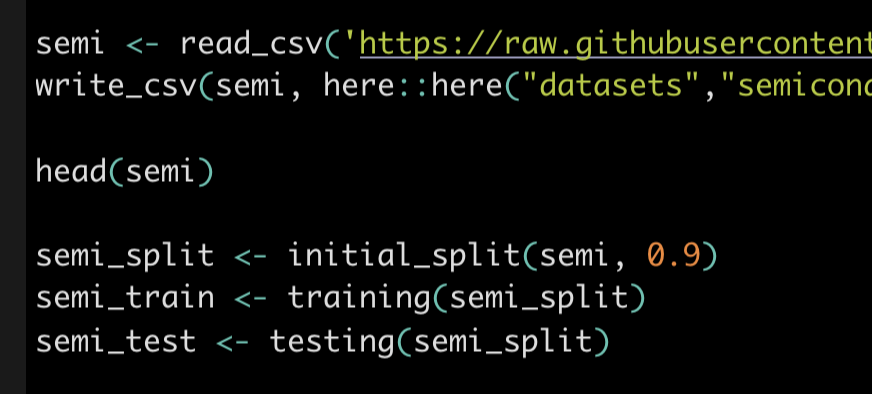 semi <- read_csv('https://raw.githubusercontent
write_csv(semi, here::here("datasets","semicond
head(semi)
semi_split <- initial_split(semi, 0.9)
semi_train <- training(semi_split)
semi_test <- testing(semi_split)